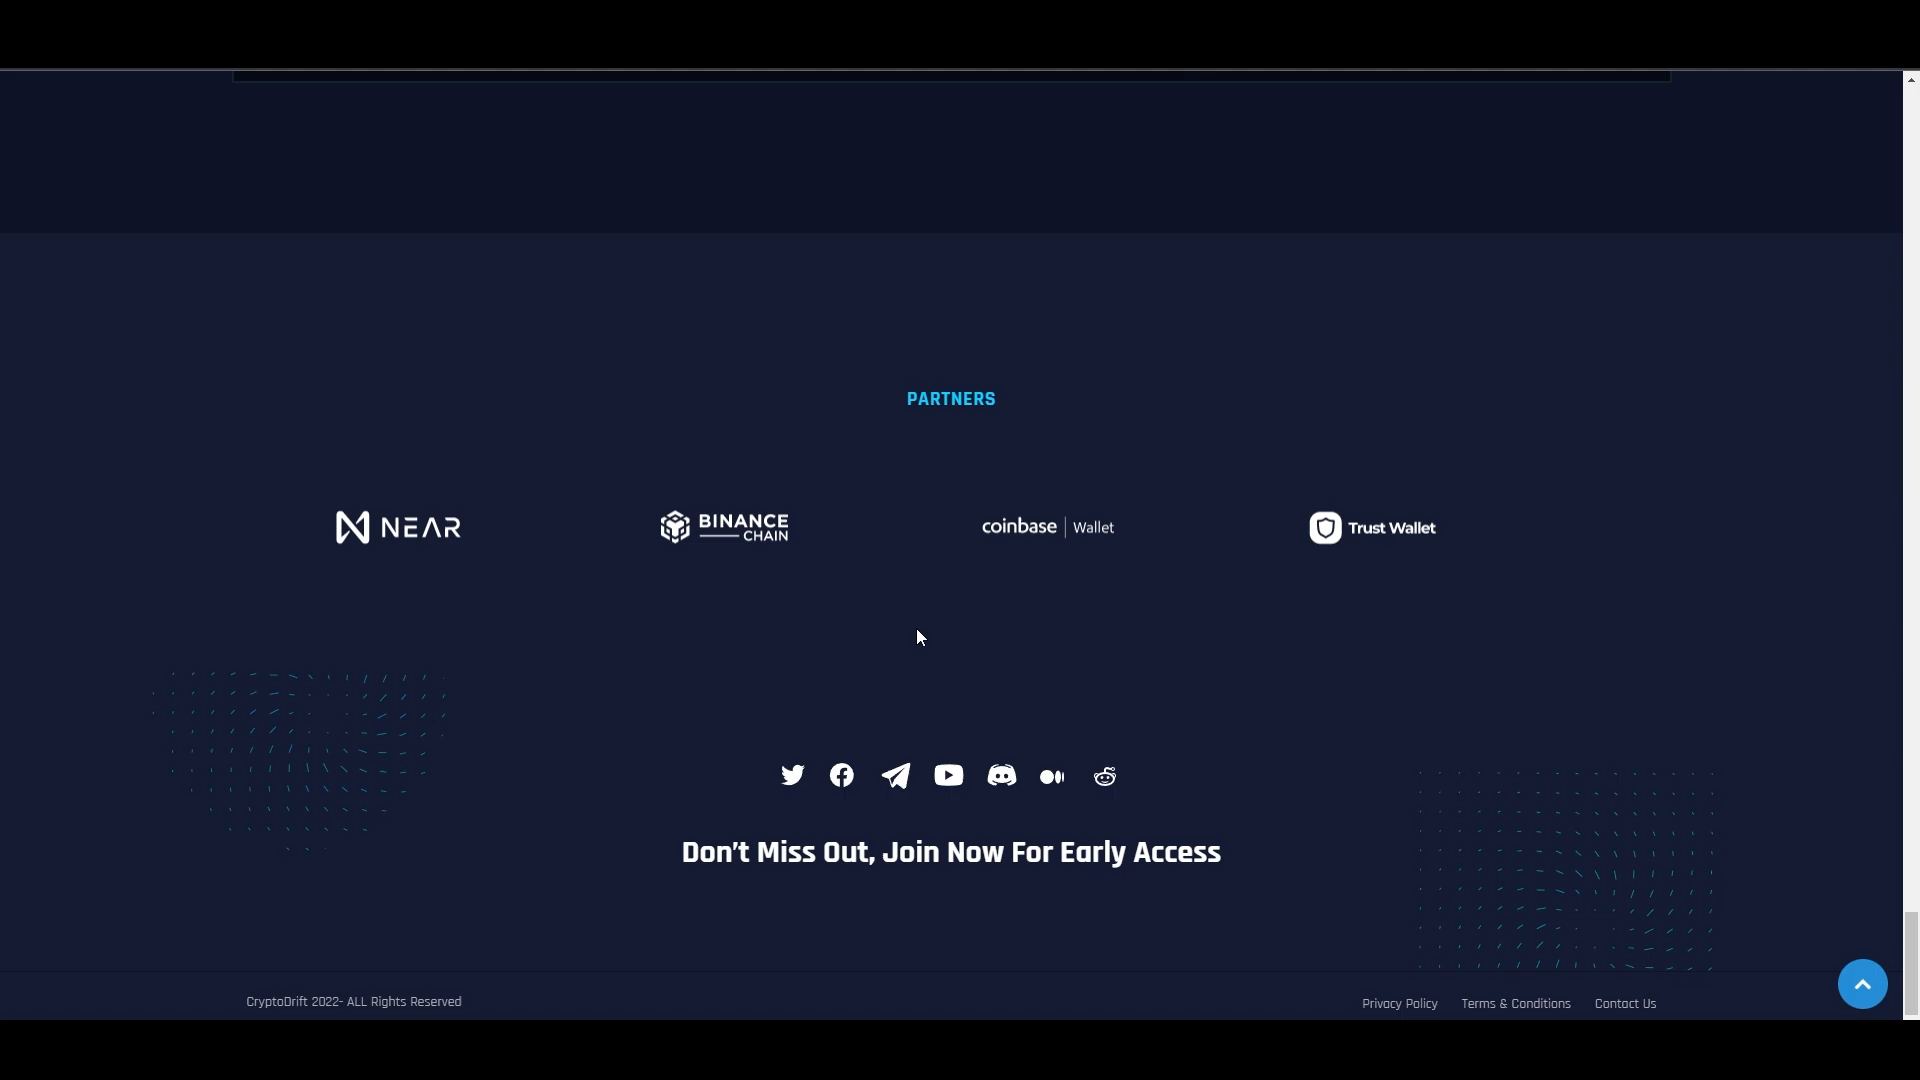 PARTNERS
NEAR
BINANCE
CHAIN
coinbase | Wallet
Trust Wallet
Don't Miss Out, Join Now For Early Access
CryptoDrift 2022- ALL Rights Reserved
Privacy Policy
Terms & Conditions
Contact Us